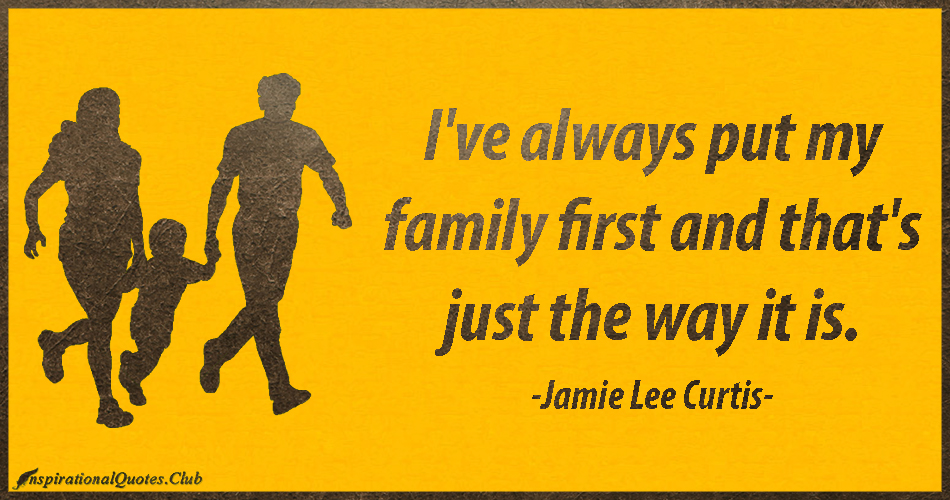 I've always put my
family first and that's
just the way it is.
-Jamie Lee Curtis-
InspirationalQuotes.Club